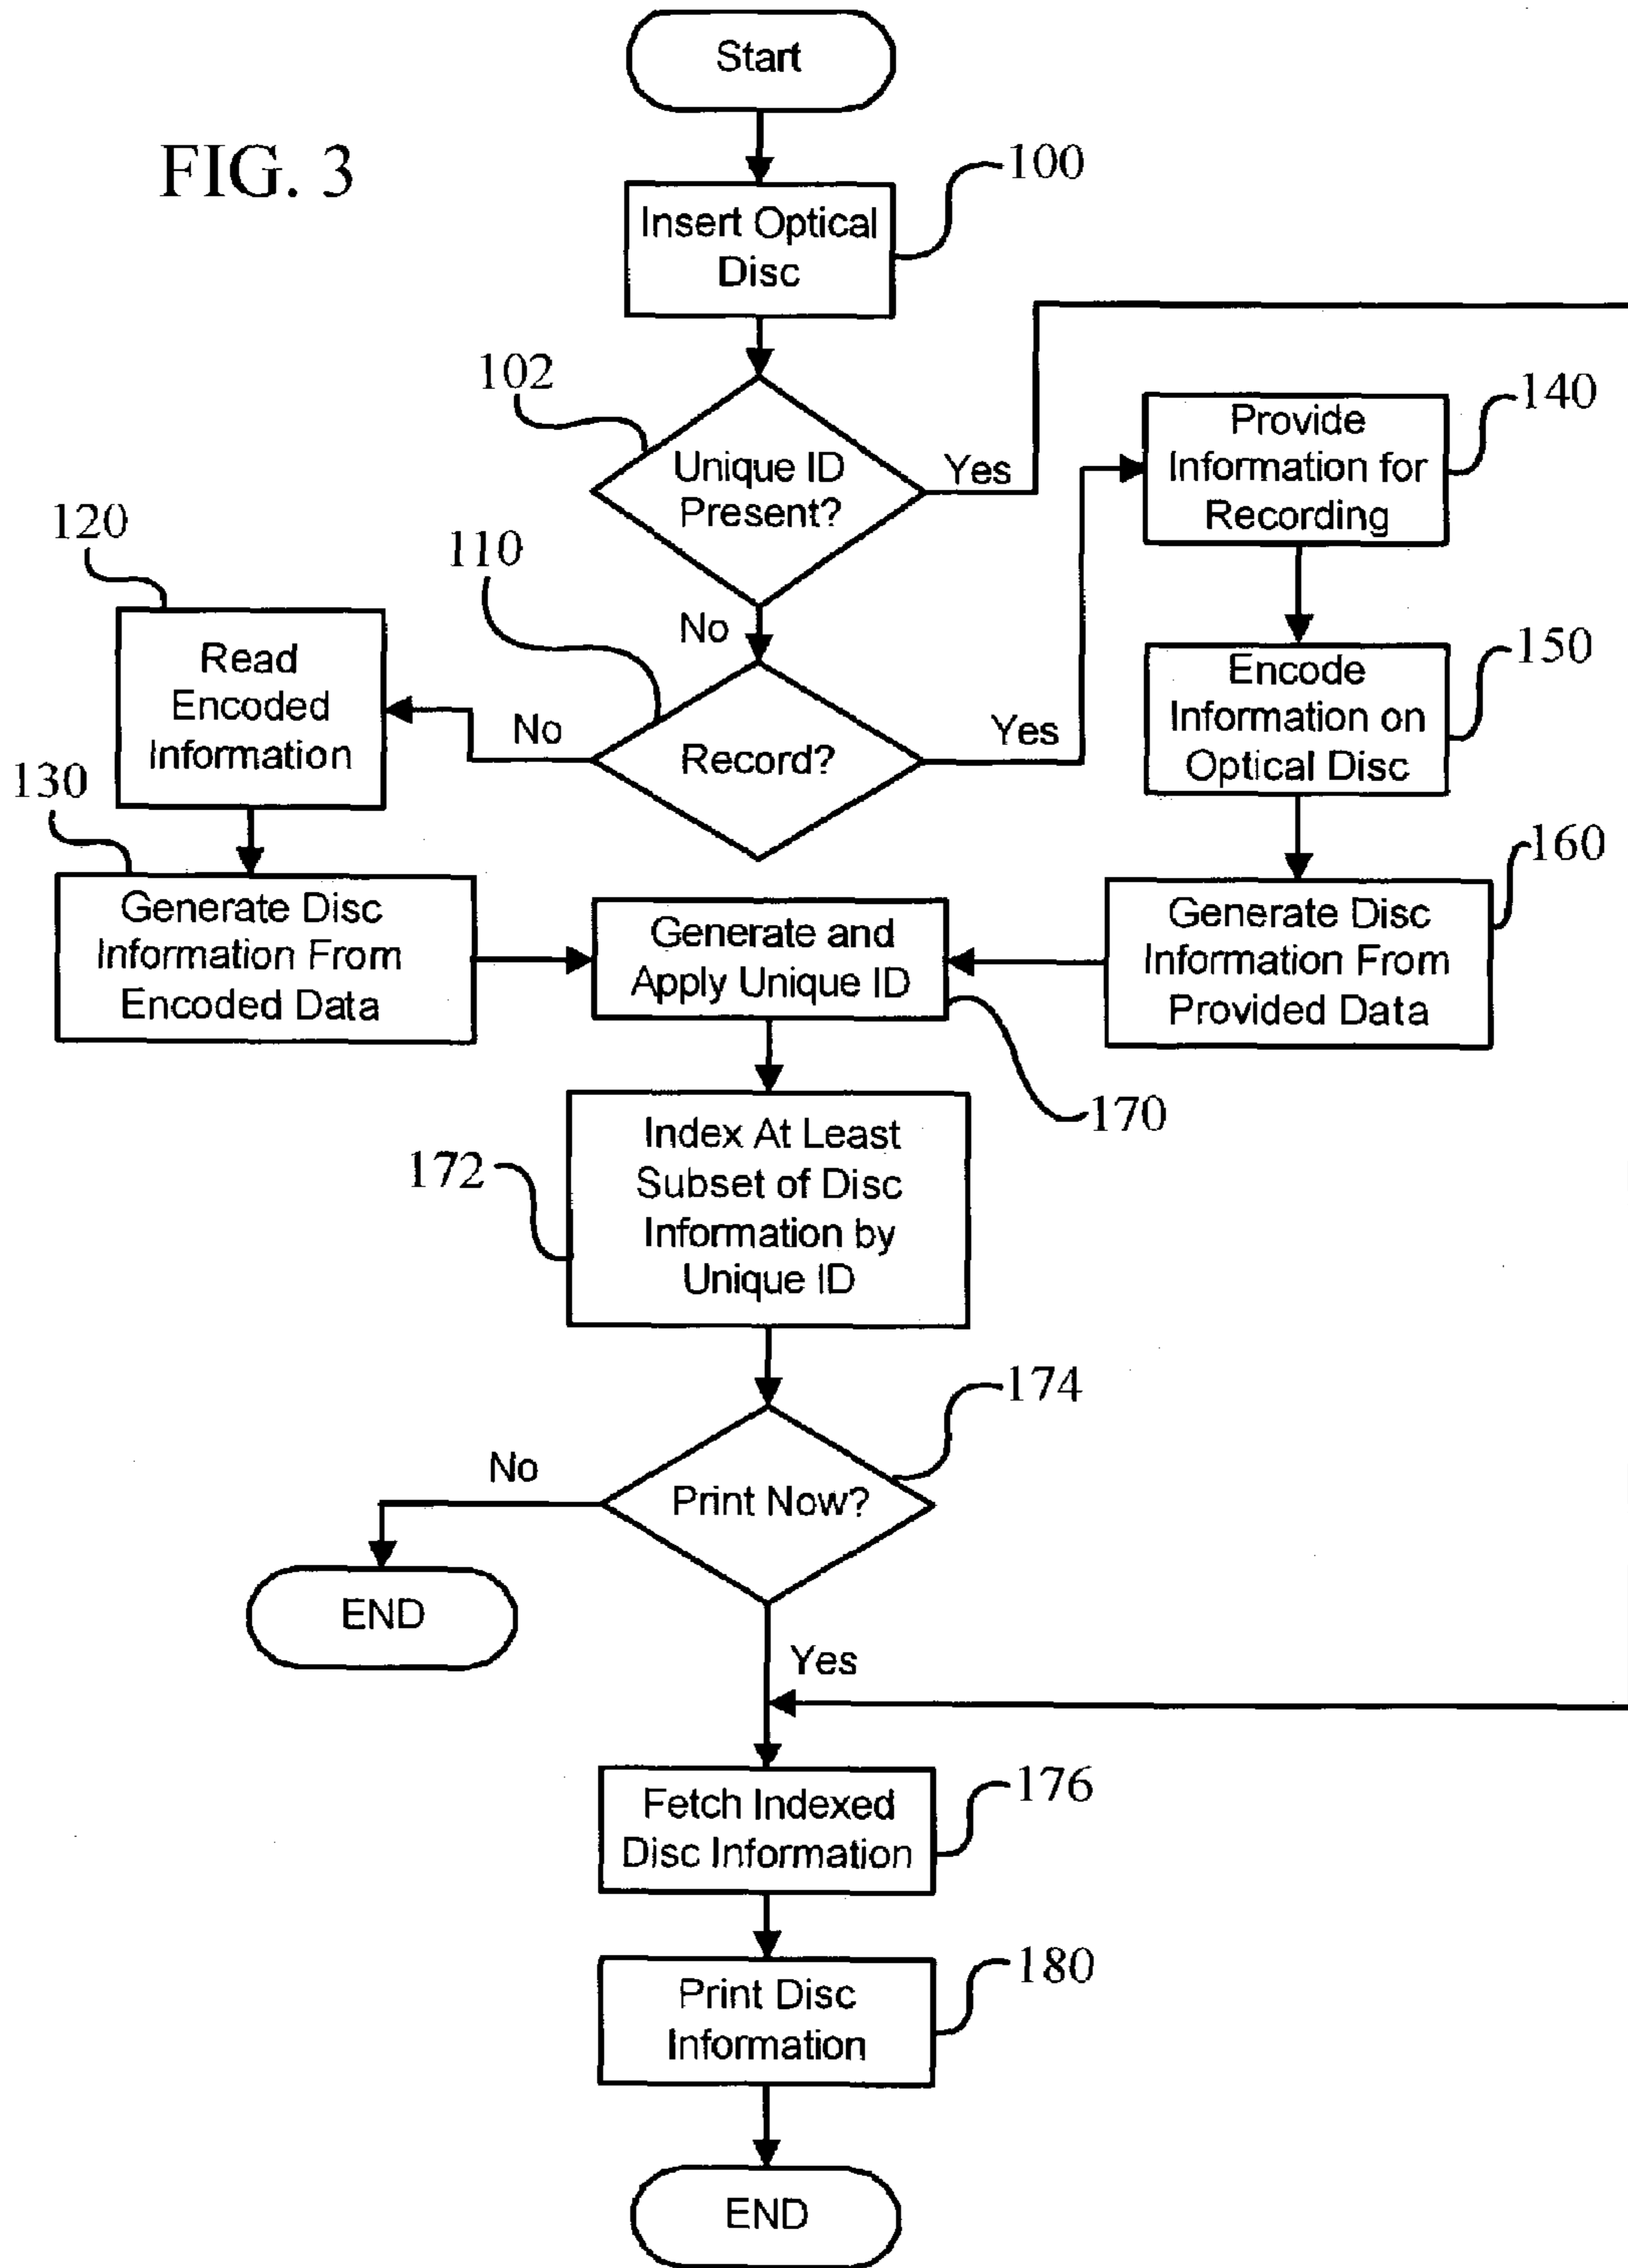 Start
FIG. 3
100
Insert Optical
Disc
102
Unique ID
Present?
Yes
140
Provide
Information for
Recording
120
110
No
Read
Encoded
Information
No
Record?
Yes
150
Encode
Information on
Optical Disc
130
160
Generate Disc
Information From
Encoded Data
Generate and
Apply Unique ID
Generate Disc
Information From
Provided Data
170
172
Index At Least
Subset of Disc
Information by
Unique ID
174
No
Print Now?
END
Yes
176
Fetch Indexed
Disc Information
180
Print Disc
Information
END